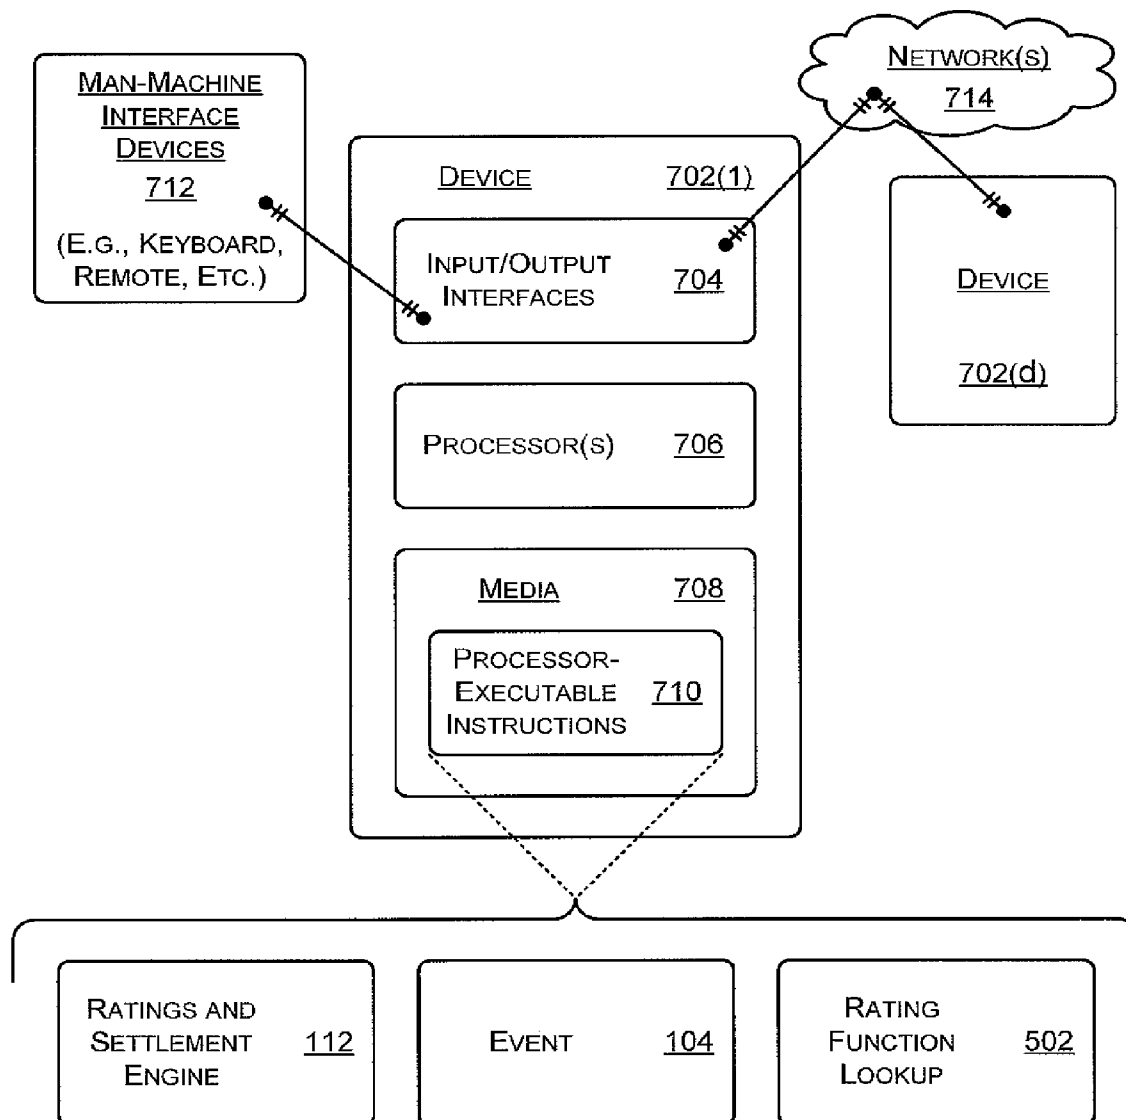 MAN-MACHINE
INTERFACE
DEVICES
712
(E.G., KEYBOARD,
REMOTE, ETC.)
NETWORK(S)
714
DEVICE 702(1)
INPUT/OUTPUT
INTERFACES
704
DEVICE
702(d)
PROCESSOR(S) 706
MEDIA 708
PROCESSOR-
EXECUTABLE
INSTRUCTIONS
710
RATINGS AND
SETTLEMENT
ENGINE
112
EVENT 104
RATING
FUNCTION
LOOKUP
502